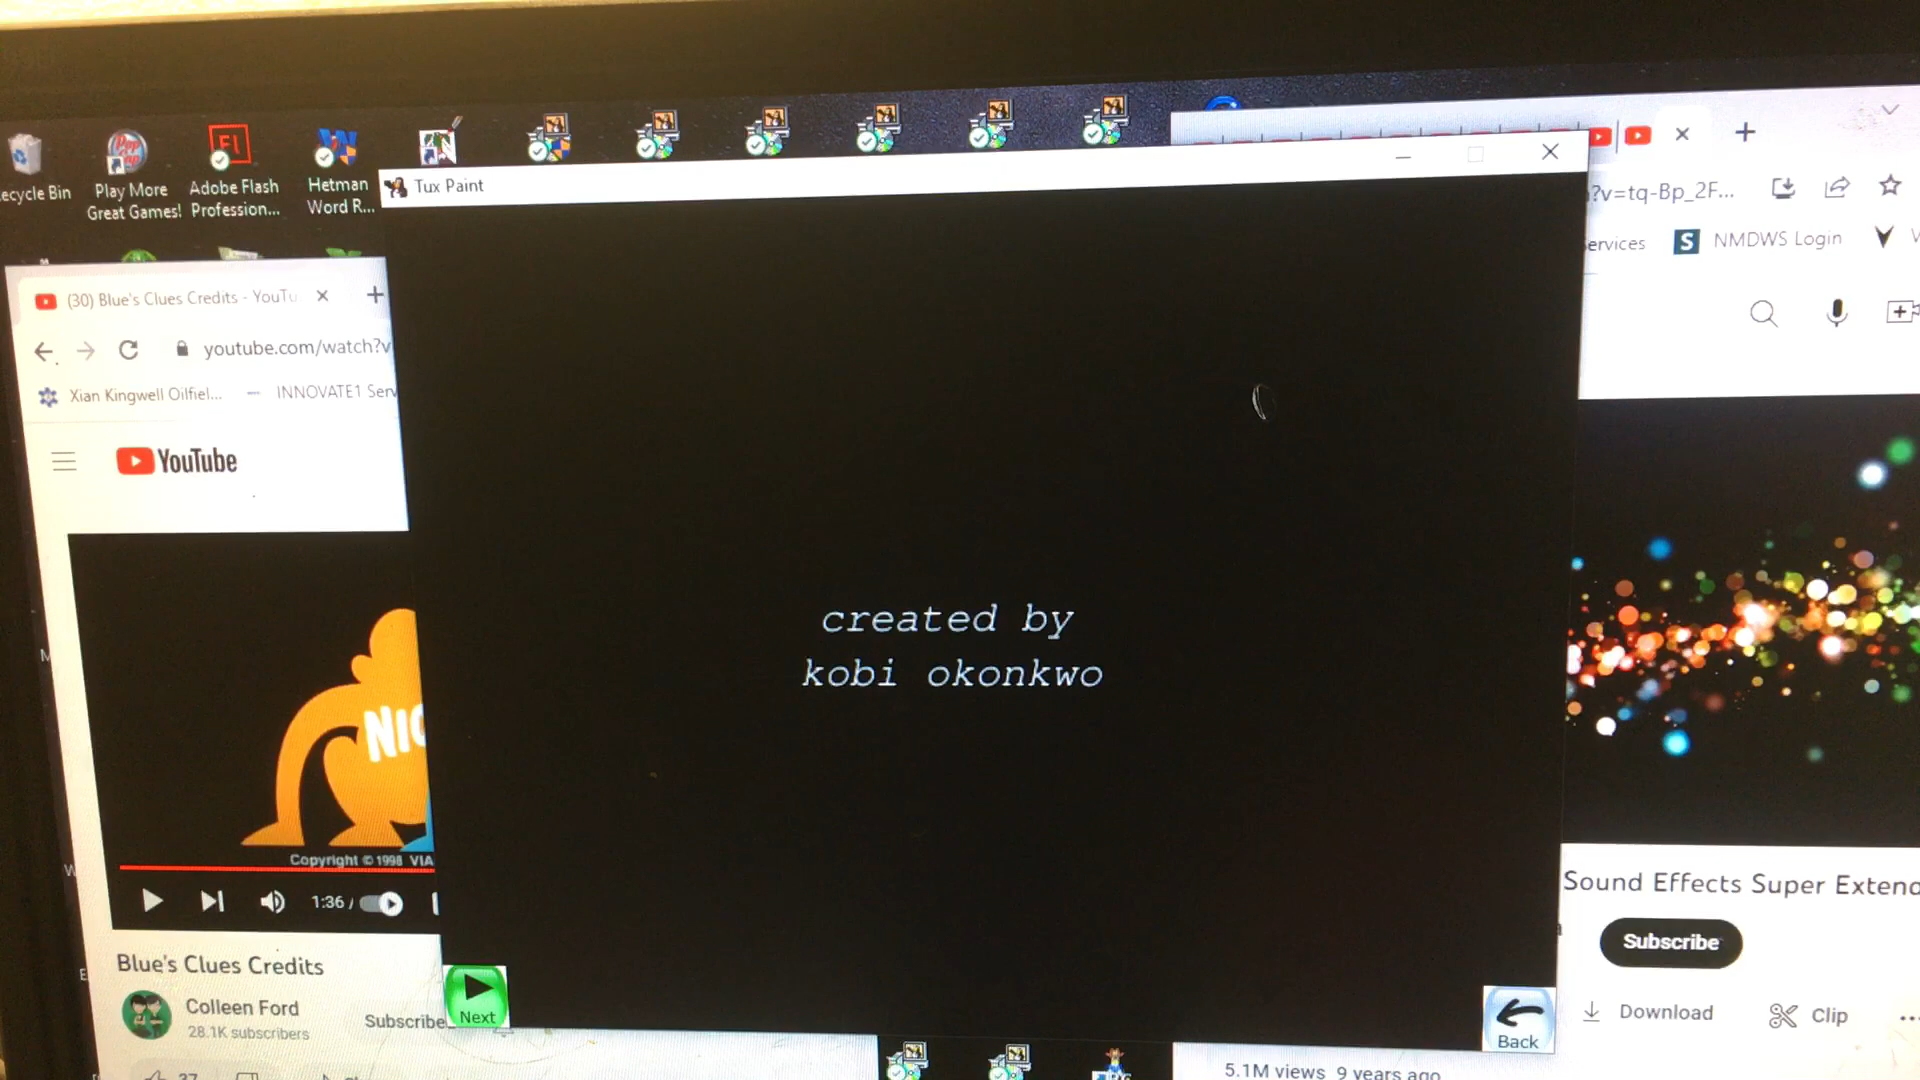 Recycle Bin
Play More
Great Games!
Adobe Flash
Profession...
Hetman
Word R...
Tux Paint
(30) Blue's Clues Credits - YouTu
youtube.com/watch?v
Xian Kingwell Oilfiel...
INNOVATE1 Serv
YouTube
NIC
Copyright © 1998 VIA
1:36 /
Blue's Clues Credits
Colleen Ford
28.1K subscribers
Subscribe
37
created by
kobi okonkwo
Next
Back
?v=tq-Bp_2F...
ervices
S
NMDWS Login
Sound Effects Super Extend
Subscribe
Download
Clip
5.1M views 9 years ago